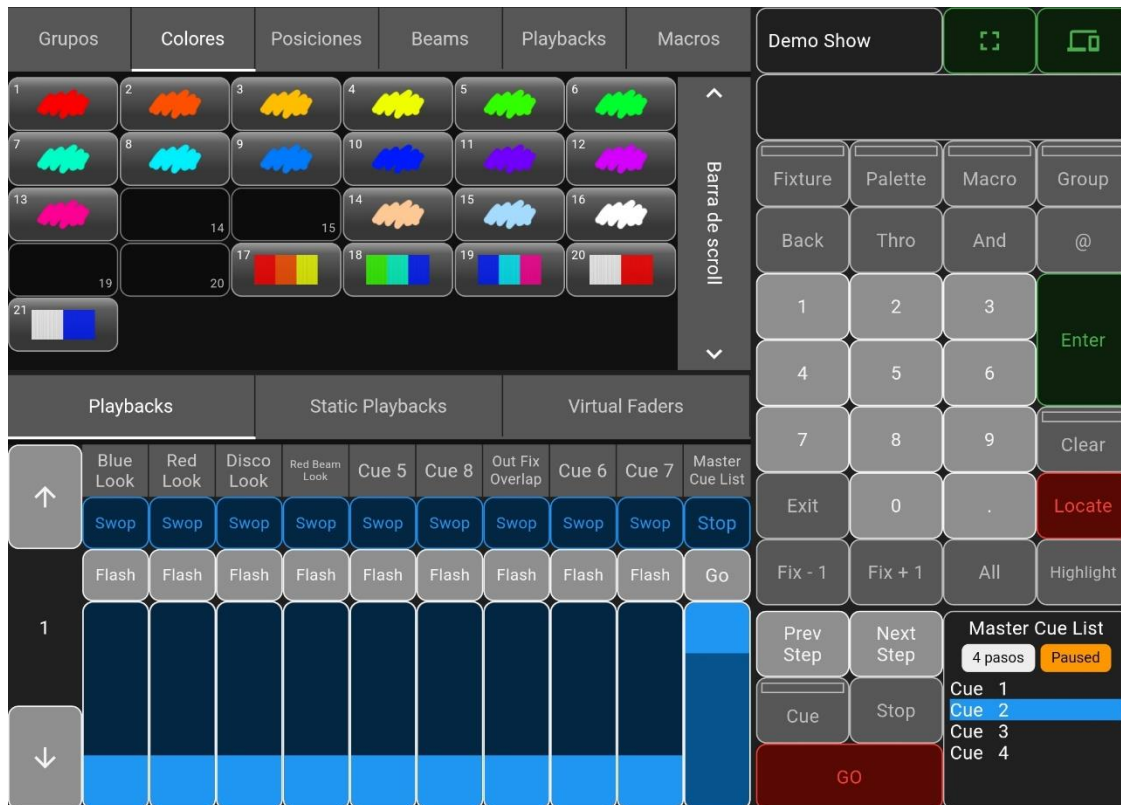 Grupos Colores Posiciones Beams Playbacks Macros
1 2 3 4 5 6
7 8 9 10 11 12
13 14 15 14 15 16
19 20 17 18 19 20
21
Barra de scroll
Playbacks Static Playbacks Virtual Faders
Blue Look
Red Look
Disco Look
Red Beam Look
Cue 5
Cue 8
Out Fix Overlap
Cue 6
Cue 7
Master Cue List
Swop Swop Swop Swop Swop Swop Swop Swop Swop Stop
Flash Flash Flash Flash Flash Flash Flash Flash Flash Go
1
Demo Show
Fixture Palette Macro Group
Back Thro And @
1 2 3
Enter
4 5 6
7 8 9 Clear
Exit 0 . Locate
Fix - 1 Fix + 1 All Highlight
Prev Step
Next Step
Cue Stop
GO
Master Cue List
4 pasos Paused
Cue 1
Cue 2
Cue 3
Cue 4